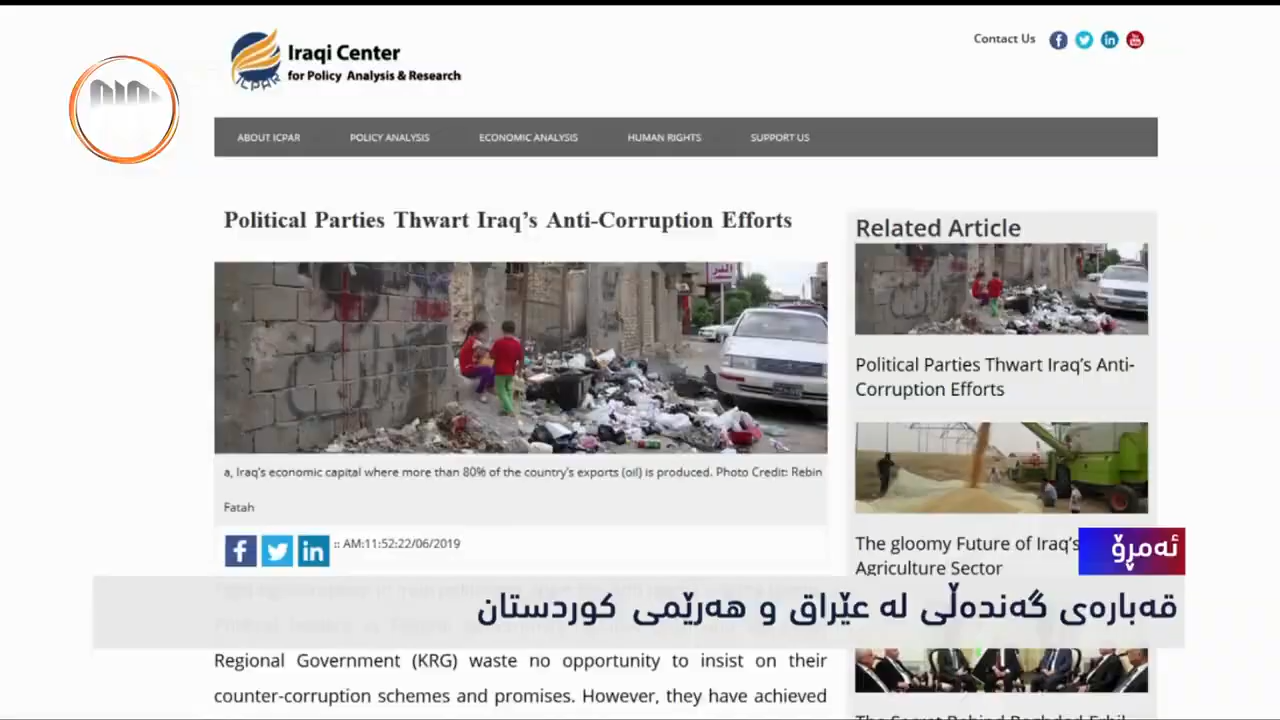 Iraqi Center
for Policy Analysis & Research
ICPAR
Contact Us
ABOUT ICPAR
POLICY ANALYSIS
ECONOMIC ANALYSIS
HUMAN RIGHTS
SUPPORT US
Political Parties Thwart Iraq's Anti-Corruption Efforts
a, Iraq's economic capital where more than 80% of the country's exports (oil) is produced. Photo Credit: Rebin
Fatah
:: AM:11:52:22/06/2019
Regional Government (KRG) waste no opportunity to insist on their
counter-corruption schemes and promises. However, they have achieved
Related Article
Political Parties Thwart Iraq's Anti-
Corruption Efforts
The gloomy Future of Iraq's
Agriculture Sector
ئەمڕۆ
قەبارەی گەندەڵی لە عێراق و هەرێمی کوردستان